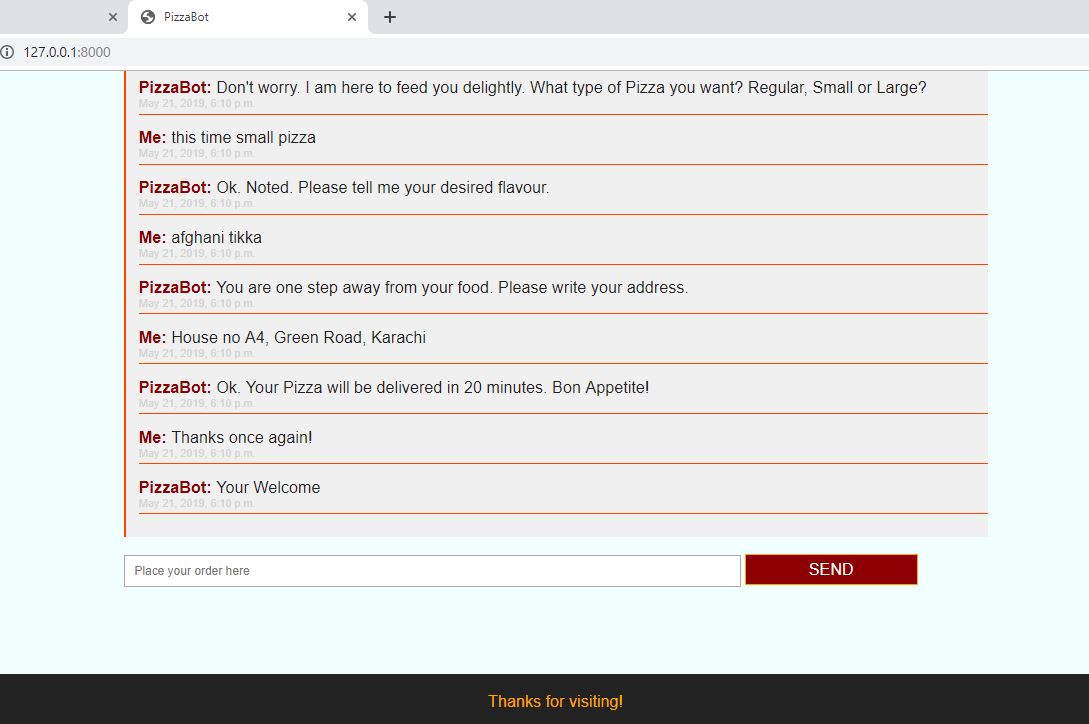 PizzaBot
127.0.0.1:8000
PizzaBot: Don't worry. I am here to feed you delightly. What type of Pizza you want? Regular, Small or Large?
May 21, 2019, 6:10 p.m.
Me: this time small pizza
May 21, 2019, 6:10 p.m.
PizzaBot: Ok. Noted. Please tell me your desired flavour.
May 21, 2019, 6:10 p.m.
Me: afghani tikka
May 21, 2019, 6:10 p.m.
PizzaBot: You are one step away from your food. Please write your address.
May 21, 2019, 6:10 p.m.
Me: House no A4, Green Road, Karachi
May 21, 2019, 6:10 p.m.
PizzaBot: Ok. Your Pizza will be delivered in 20 minutes. Bon Appetite!
May 21, 2019, 6:10 p.m.
Me: Thanks once again!
May 21, 2019, 6:10 p.m.
PizzaBot: Your Welcome
May 21, 2019, 6:10 p.m.
Place your order here
SEND
Thanks for visiting!